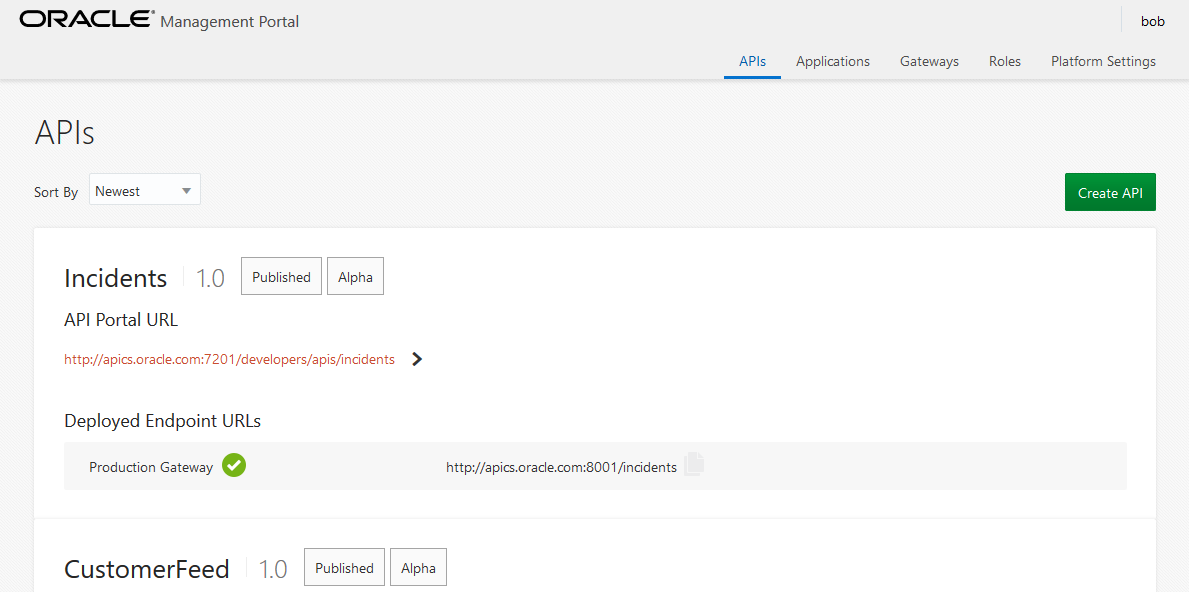 ORACLE® Management Portal
bob
APIs Applications Gateways Roles Platform Settings
APIs
Sort By Newest
Create API
Incidents 1.0 Published Alpha
API Portal URL
http://apics.oracle.com:7201/developers/apis/incidents
Deployed Endpoint URLs
Production Gateway http://apics.oracle.com:8001/incidents
CustomerFeed 1.0 Published Alpha